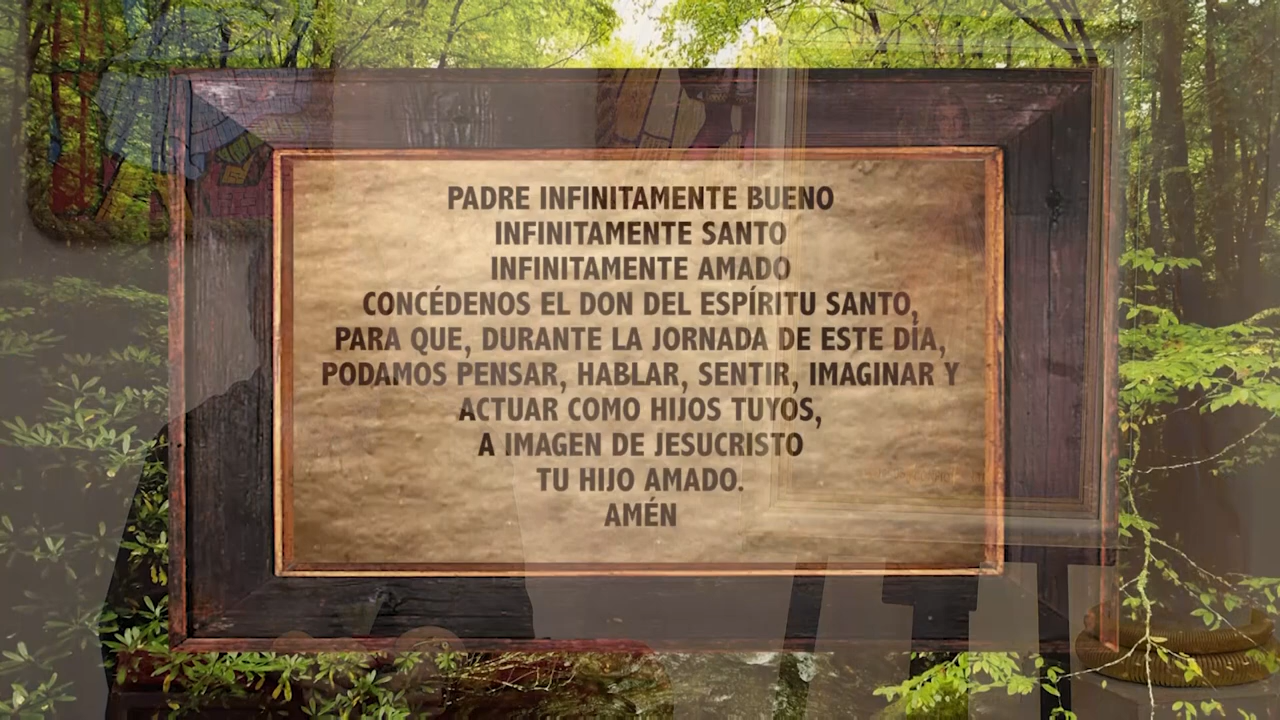 PADRE INFINITAMENTE BUENO
INFINITAMENTE SANTO
INFINITAMENTE AMADO
CONCÉDENOS EL DON DEL ESPÍRITU SANTO,
PARA QUE, DURANTE LA JORNADA DE ESTE DÍA,
PODAMOS PENSAR, HABLAR, SENTIR, IMAGINAR Y
ACTUAR COMO HIJOS TUYOS,
A IMAGEN DE JESUCRISTO
TU HIJO AMADO.
AMÉN